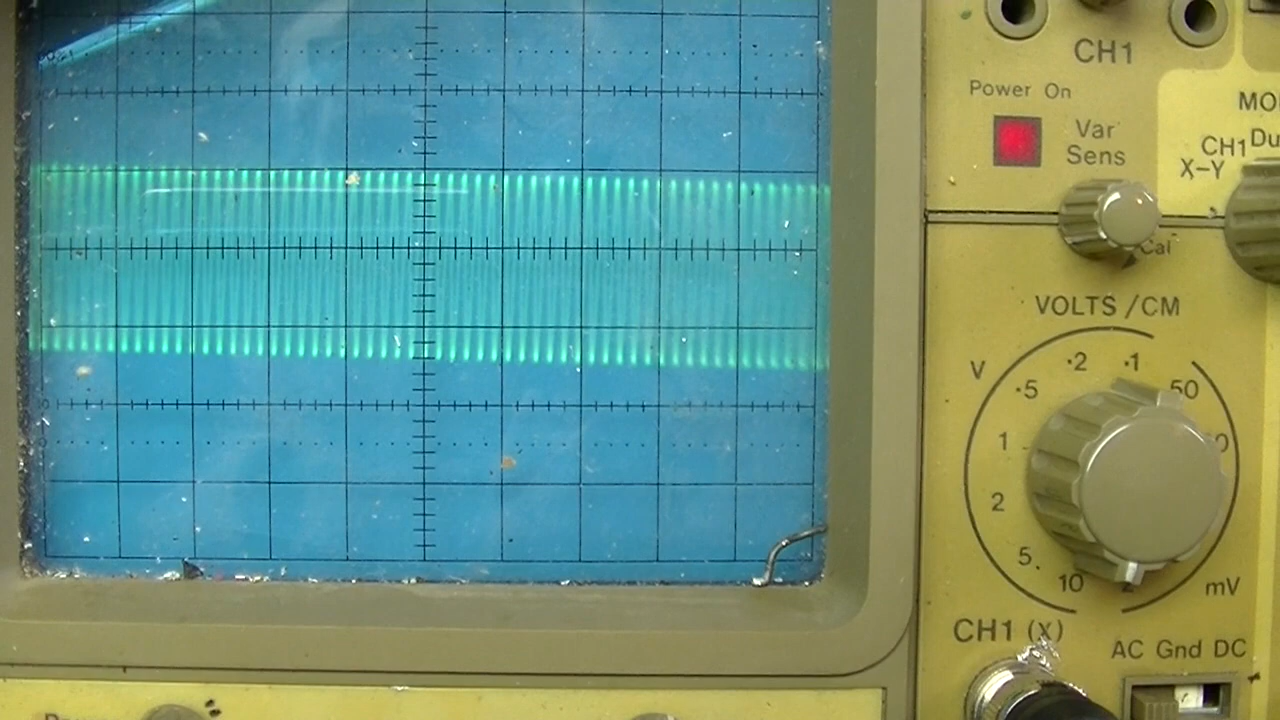 CH1
Power On
Var
Sens
CH1
X-Y
Cal
VOLTS/CM
V
.5
.2
.1
50
1
2
5.
10
2
mV
CH1 (X)
AC Gnd DC